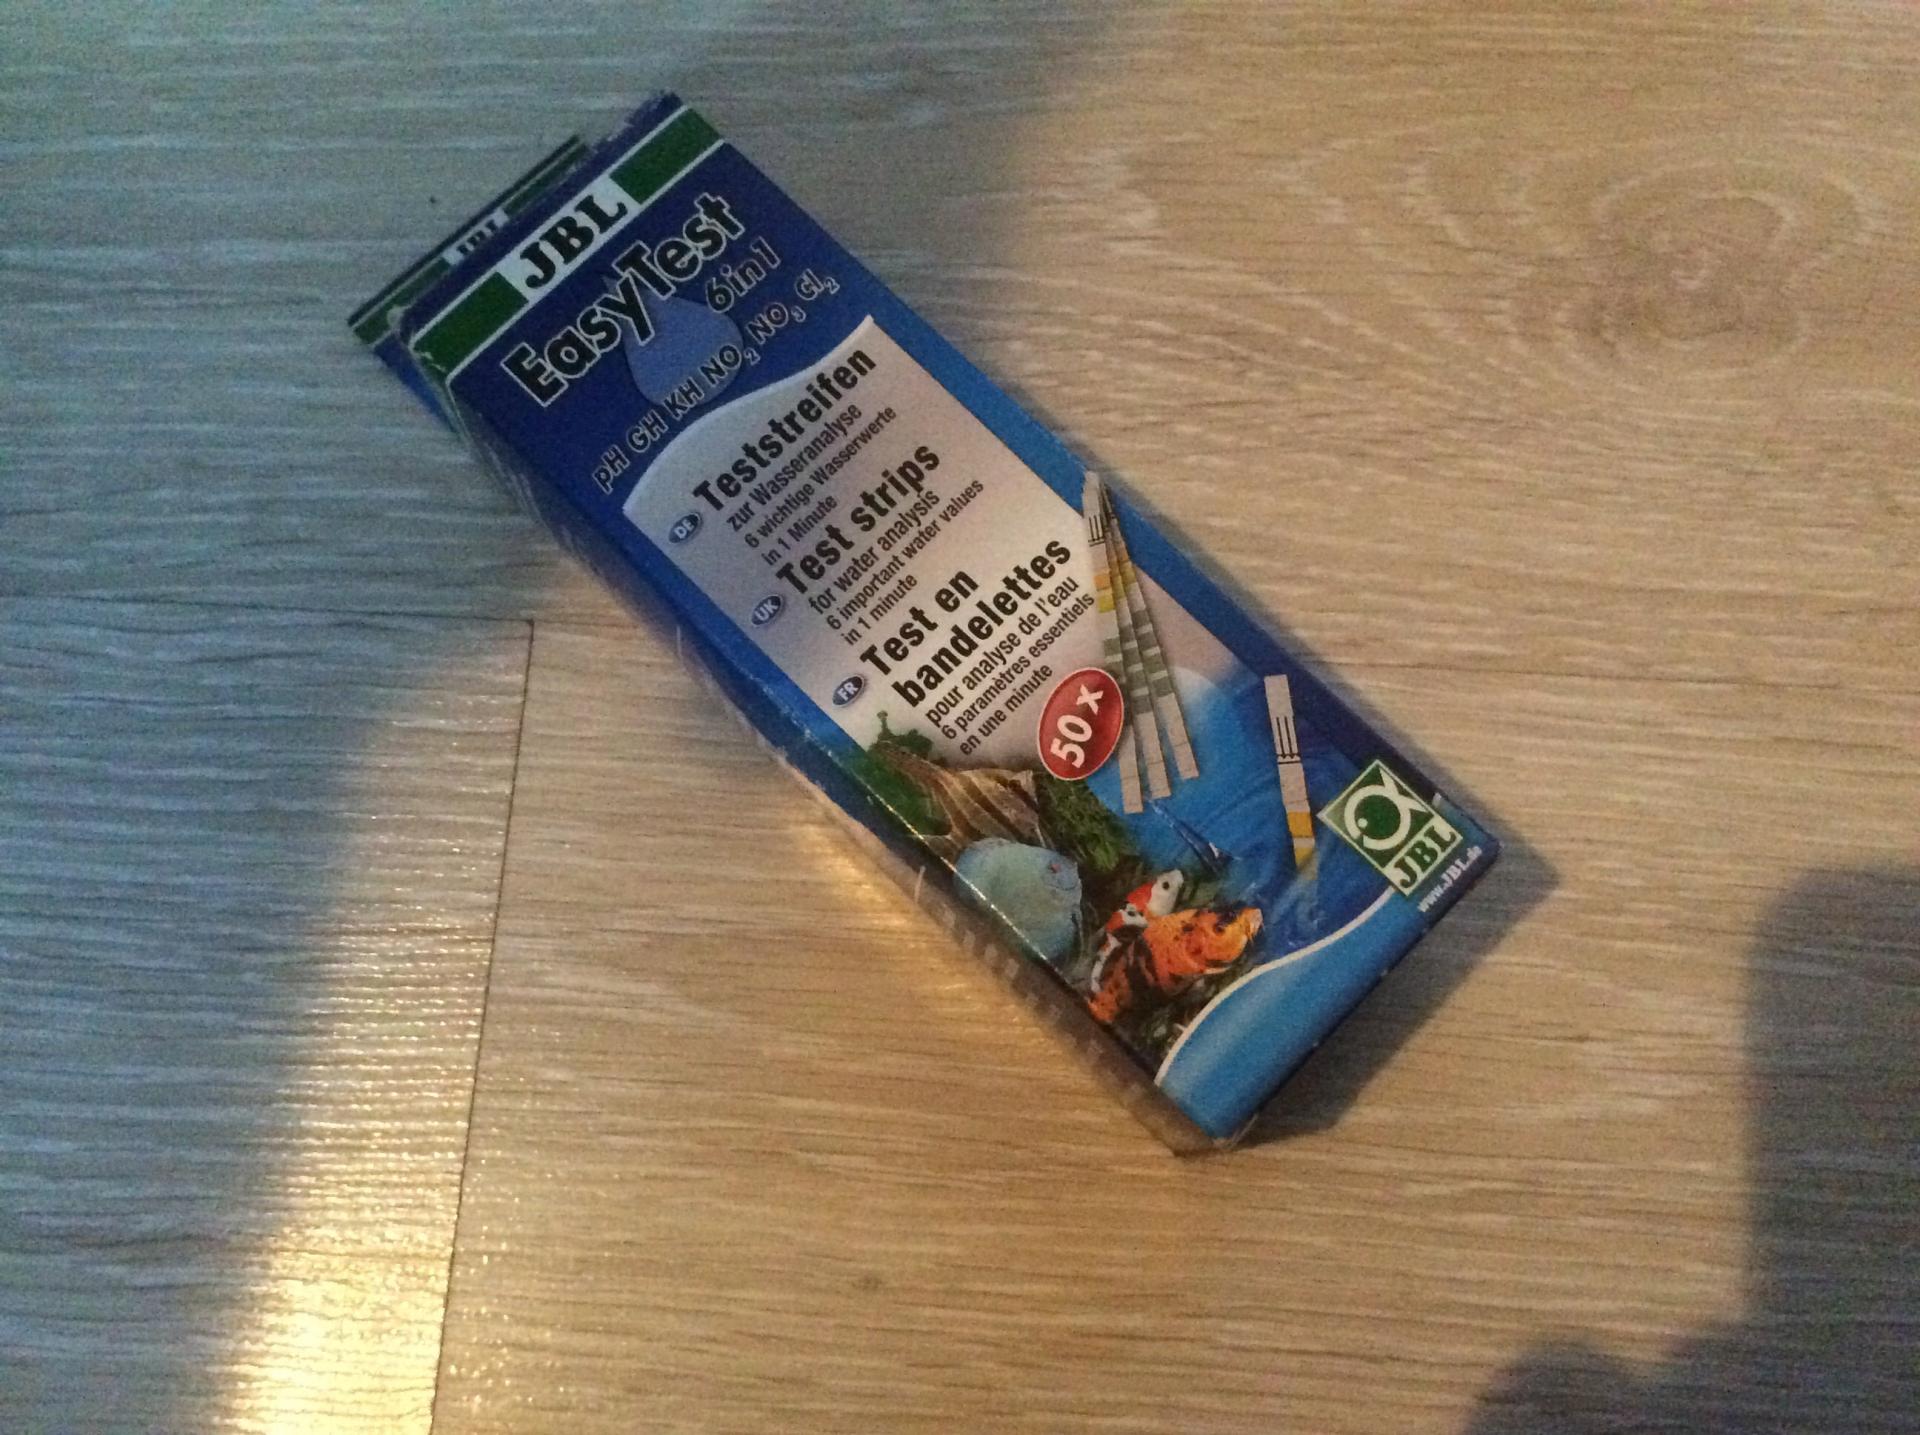 JBL
JBL
EasyTest
6in1
pH GH KH NO2 NO3 Cl2
DE
Teststreifen
zur Wasseranalyse
6 wichtige Wasserwerte
in 1 Minute
UK
Test strips
for water analysis
6 important water values
in 1 minute
FR
Test en
bandelettes
pour analyse de l'eau
6 paramètres essentiels
en une minute
50 x
JBL
www.JBL.de